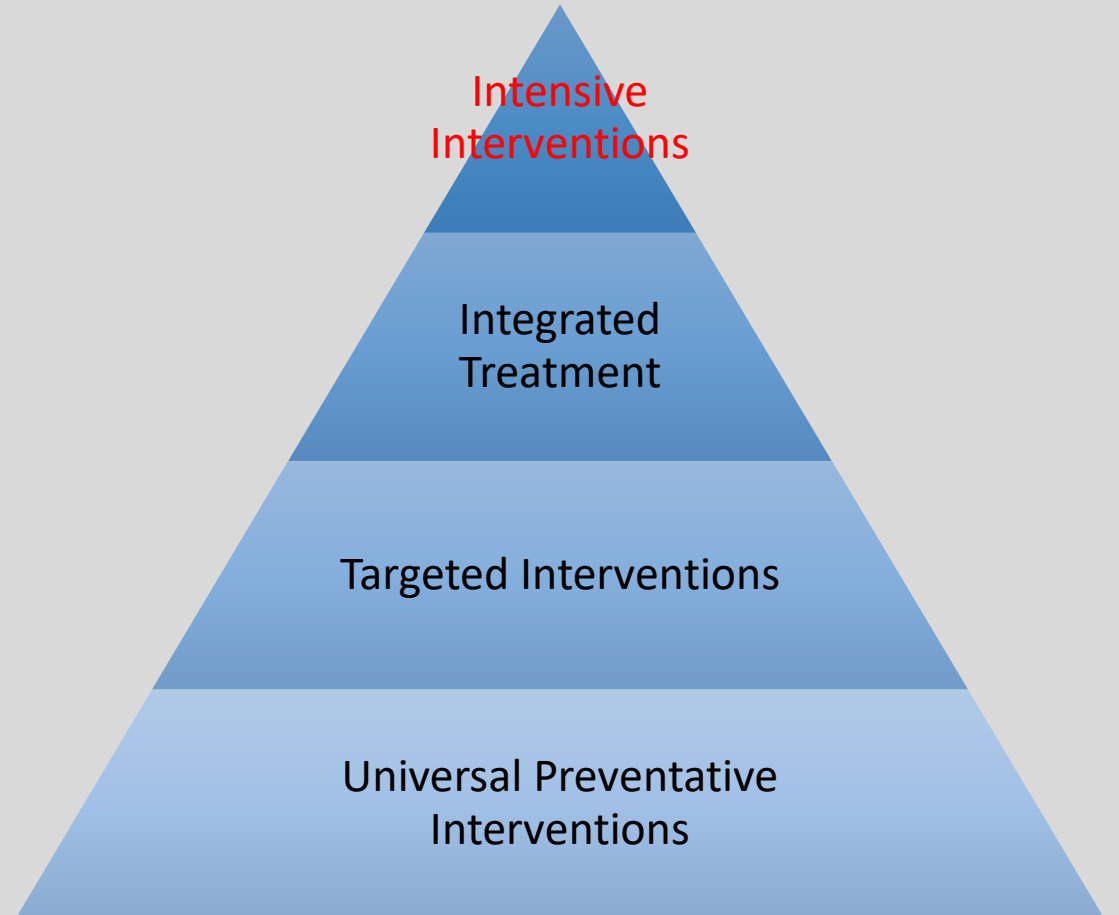 Intensive
Interventions
Integrated
Treatment
Targeted Interventions
Universal Preventative
Interventions